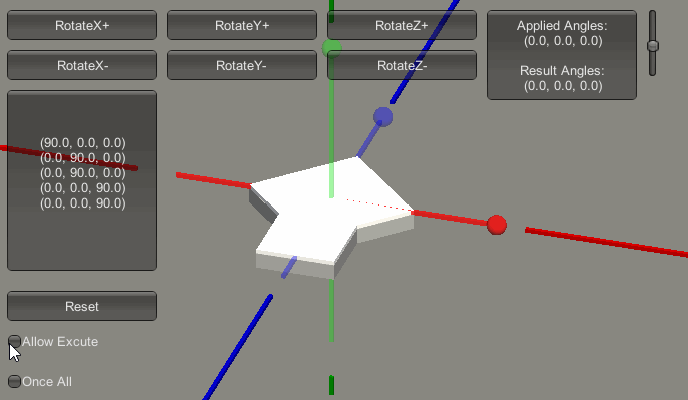 RotateX+
RotateY+
RotateZ+
Applied Angles:
(0.0, 0.0, 0.0)
Result Angles:
(0.0, 0.0, 0.0)
RotateX-
RotateY-
RotateZ-
(90.0, 0.0, 0.0)
(0.0, 90.0, 0.0)
(0.0, 90.0, 0.0)
(0.0, 0.0, 90.0)
(0.0, 0.0, 90.0)
Reset
Allow Excute
Once All